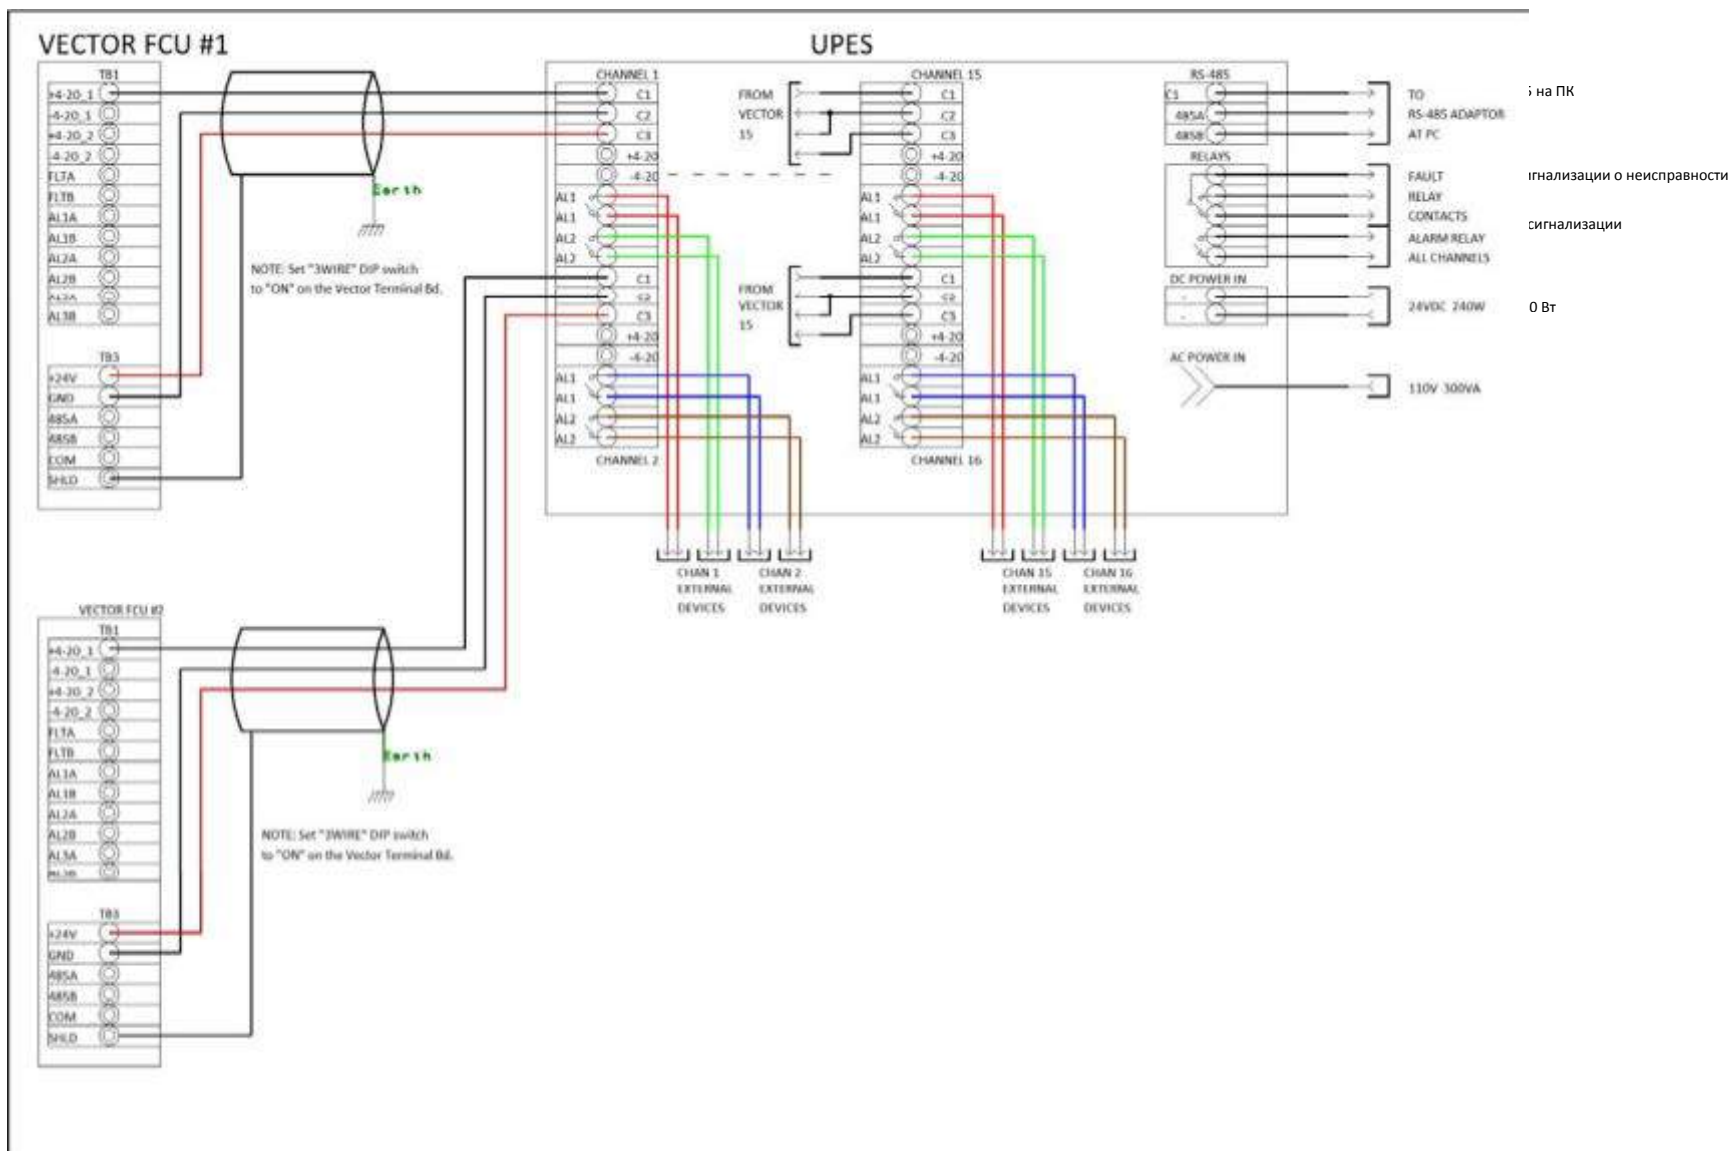 VECTOR FCU #1
TB1
+4-20_1
-4-20_1
+4-20_2
-4-20_2
FLTA
FLTB
AL1A
AL1B
AL2A
AL2B
AL3A
AL3B
TB3
+24V
GND
485A
485B
COM
SHLD
Earth
NOTE: Set "3WIRE" DIP switch
to "ON" on the Vector Terminal Bd.
VECTOR FCU #2
TB1
+4-20_1
-4-20_1
+4-20_2
-4-20_2
FLTA
FLTB
AL1A
AL1B
AL2A
AL2B
AL3A
AL3B
TB3
+24V
GND
485A
485B
COM
SHLD
Earth
NOTE: Set "3WIRE" DIP switch
to "ON" on the Vector Terminal Bd.
UPES
CHANNEL 1
C1
C2
C3
+4-20
-4-20
AL1
AL1
AL2
AL2
C1
C2
C3
+4-20
-4-20
AL1
AL1
AL2
AL2
CHANNEL 2
FROM
VECTOR
15
FROM
VECTOR
15
CHANNEL 15
C1
C2
C3
+4-20
-4-20
AL1
AL1
AL2
AL2
C1
C2
C3
+4-20
-4-20
AL1
AL1
AL2
AL2
CHANNEL 16
CHAN 1
EXTERNAL
DEVICES
CHAN 2
EXTERNAL
DEVICES
CHAN 15
EXTERNAL
DEVICES
CHAN 16
EXTERNAL
DEVICES
RS-485
C1
485A
485B
RELAYS
DC POWER IN
-
-
AC POWER IN
TO
RS-485 ADAPTOR
AT PC
FAULT
RELAY
CONTACTS
ALARM RELAY
ALL CHANNELS
24VDC 240W
110V 300VA
5 на ПК
игнализации о неисправности
сигнализации
0 Вт